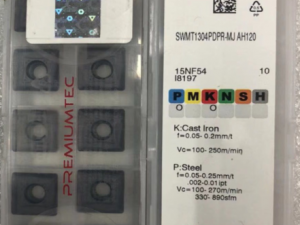 PREMIUMTEC
SWMT1304PDPR-MJ AH120
15NF54 10
I8197
P M K N S H
K:Cast Iron
f=0.05-0.2mm/t
Vc=100-250m/min
P:Steel
f=0.05-0.25mm/t
.002-0.01ipt
Vc=100-270m/min
330-890sfm